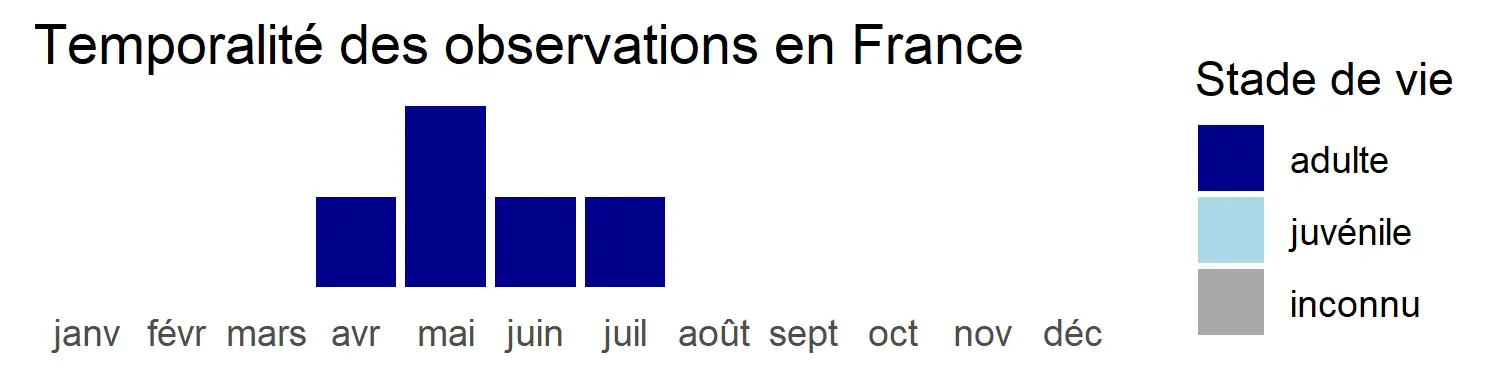 Temporalité des observations en France
janv févr mars avr mai juin juil août sept oct nov déc
Stade de vie
adulte
juvénile
inconnu